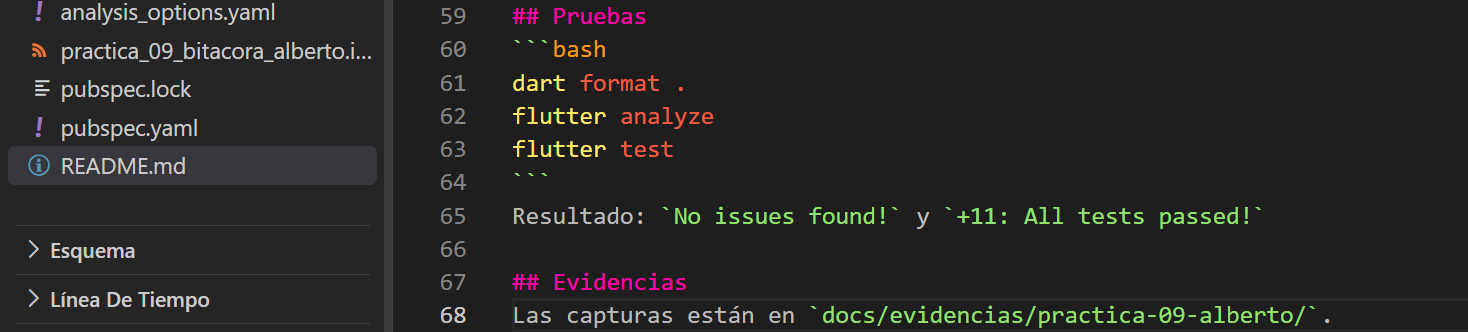 analysis_options.yaml
practica_09_bitacora_alberto.i...
pubspec.lock
pubspec.yaml
README.md
Esquema
Línea De Tiempo
59 ## Pruebas
60 ```bash
61 dart format .
62 flutter analyze
63 flutter test
64 ```
65 Resultado: `No issues found!` y `+11: All tests passed!`
66
67 ## Evidencias
68 Las capturas están en `docs/evidencias/practica-09-alberto/`.